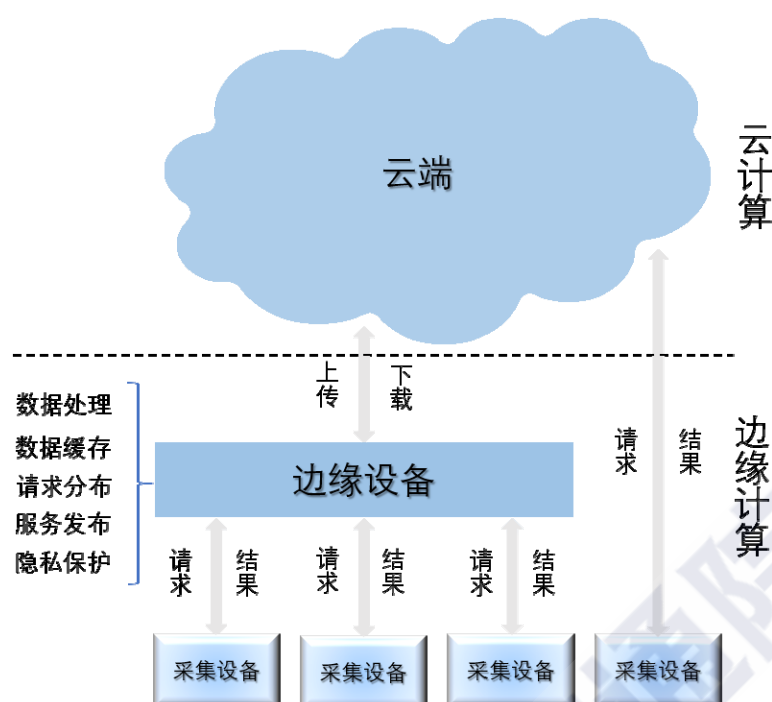 云端
云计算
上传
下载
数据处理
数据缓存
请求分布
服务发布
隐私保护
边缘设备
请求
结果
边缘计算
请求
结果
请求
结果
请求
结果
采集设备
采集设备
采集设备
采集设备